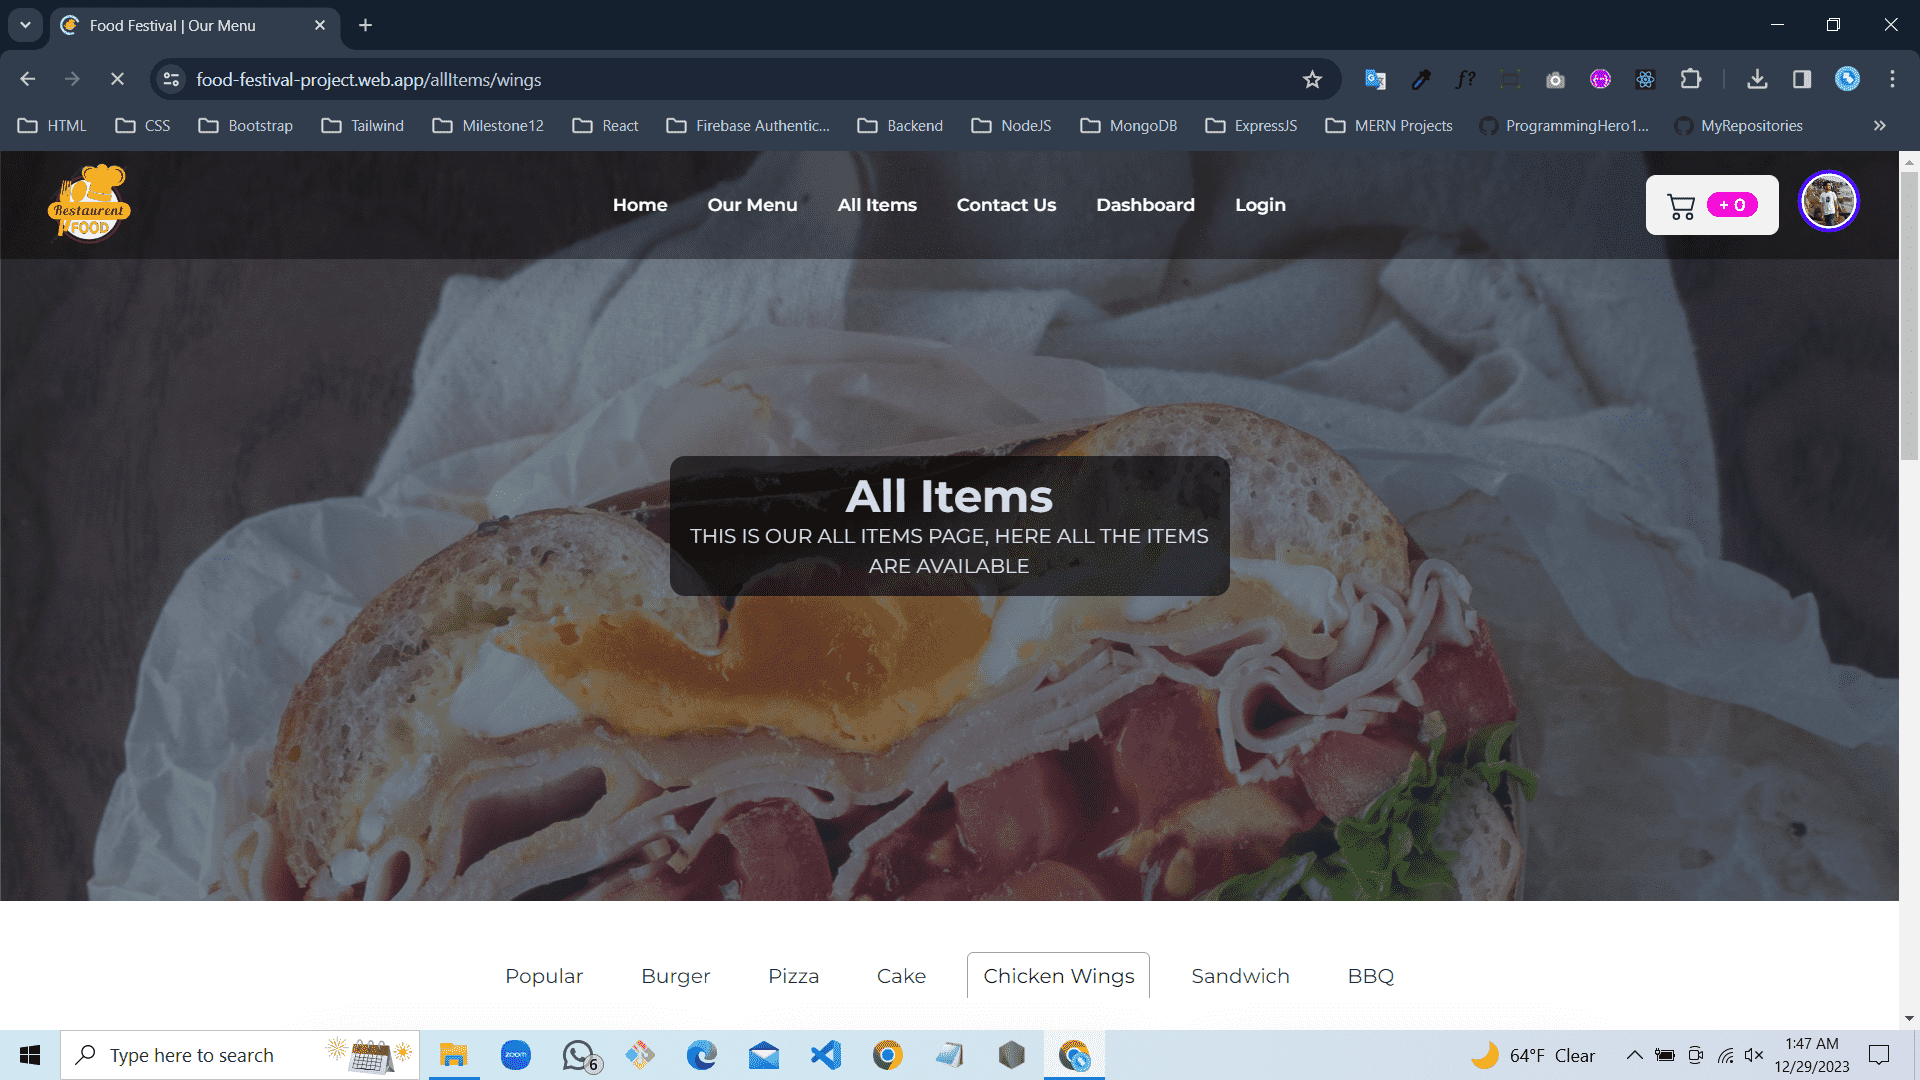 Food Festival | Our Menu
food-festival-project.web.app/allItems/wings
HTML CSS Bootstrap Tailwind Milestone12 React Firebase Authentic... Backend NodeJS MongoDB ExpressJS MERN Projects ProgrammingHero1... MyRepositories
Restaurent
FOOD
Home Our Menu All Items Contact Us Dashboard Login
+ 0
All Items
THIS IS OUR ALL ITEMS PAGE, HERE ALL THE ITEMS
ARE AVAILABLE
Popular Burger Pizza Cake Chicken Wings Sandwich BBQ
Type here to search
zoom
6
64°F Clear
1:47 AM
12/29/2023